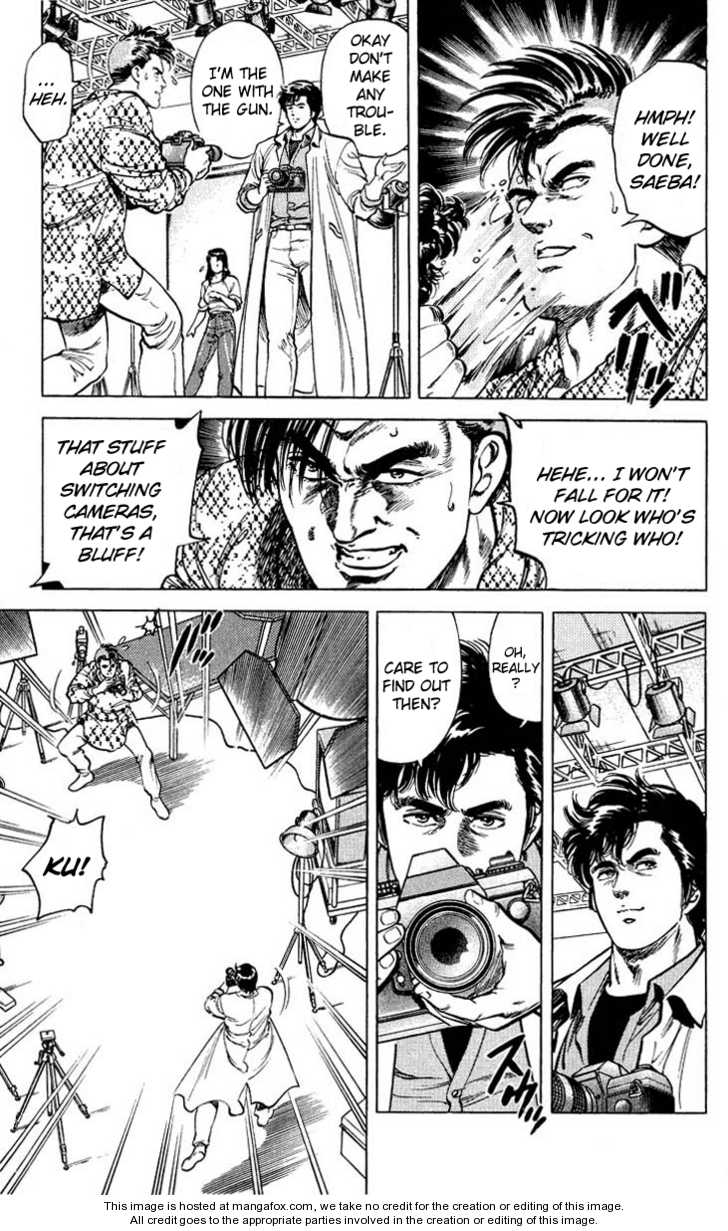 HMPH!
WELL
DONE,
SAEBA!
OKAY
DON'T
MAKE
ANY
TROU-
BLE.
I'M THE
ONE WITH
THE GUN.
...
HEH.
HEHE... I WON'T
FALL FOR IT!
NOW LOOK WHO'S
TRICKING WHO!
THAT STUFF
ABOUT
SWITCHING
CAMERAS,
THAT'S A
BLUFF!
OH,
REALLY
?
CARE TO
FIND OUT
THEN?
KU!
This image is hosted at mangafox.com, we take no credit for the creation or editing of this image.
All credit goes to the appropriate parties involved in creation or editing of this image.